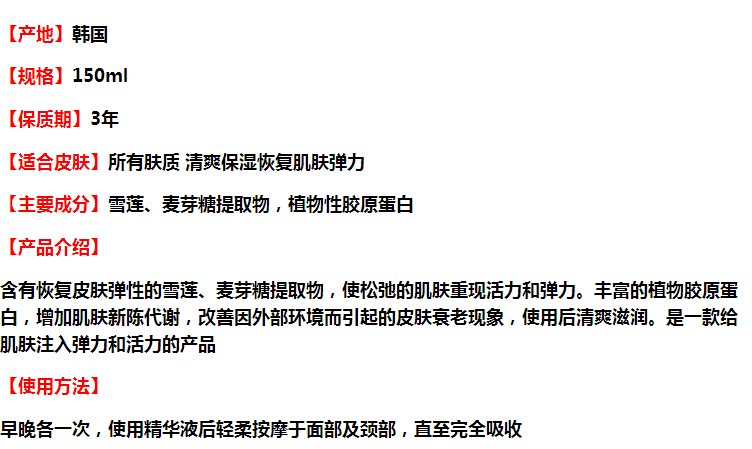 【产地】韩国
【规格】150ml
【保质期】3年
【适合皮肤】所有肤质 清爽保湿恢复肌肤弹力
【主要成分】雪莲、麦芽糖提取物，植物性胶原蛋白
【产品介绍】
含有恢复皮肤弹性的雪莲、麦芽糖提取物，使松弛的肌肤重现活力和弹力。丰富的植物胶原蛋
白，增加肌肤新陈代谢，改善因外部环境而引起的皮肤衰老现象，使用后清爽滋润。是一款给
肌肤注入弹力和活力的产品
【使用方法】
早晚各一次，使用精华液后轻柔按摩于面部及颈部，直至完全吸收